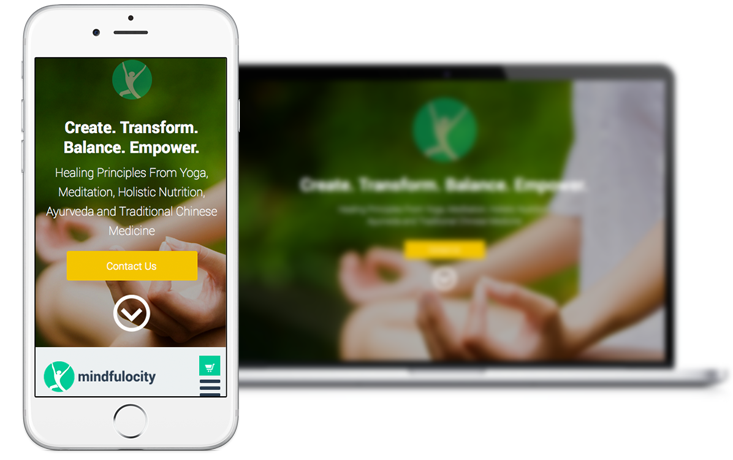 Create. Transform.
Balance. Empower.
Healing Principles From Yoga,
Meditation, Holistic Nutrition,
Ayurveda and Traditional Chinese
Medicine
Contact Us
mindfulocity
Create. Transform. Balance. Empower.